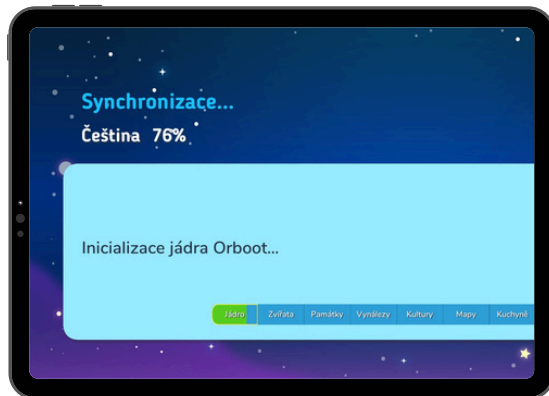 Synchronizace...
Čeština 76%
Inicializace jádra Orboot...
Jádro Zvířata Památky Vynálezy Kultury Mapy Kuchyně